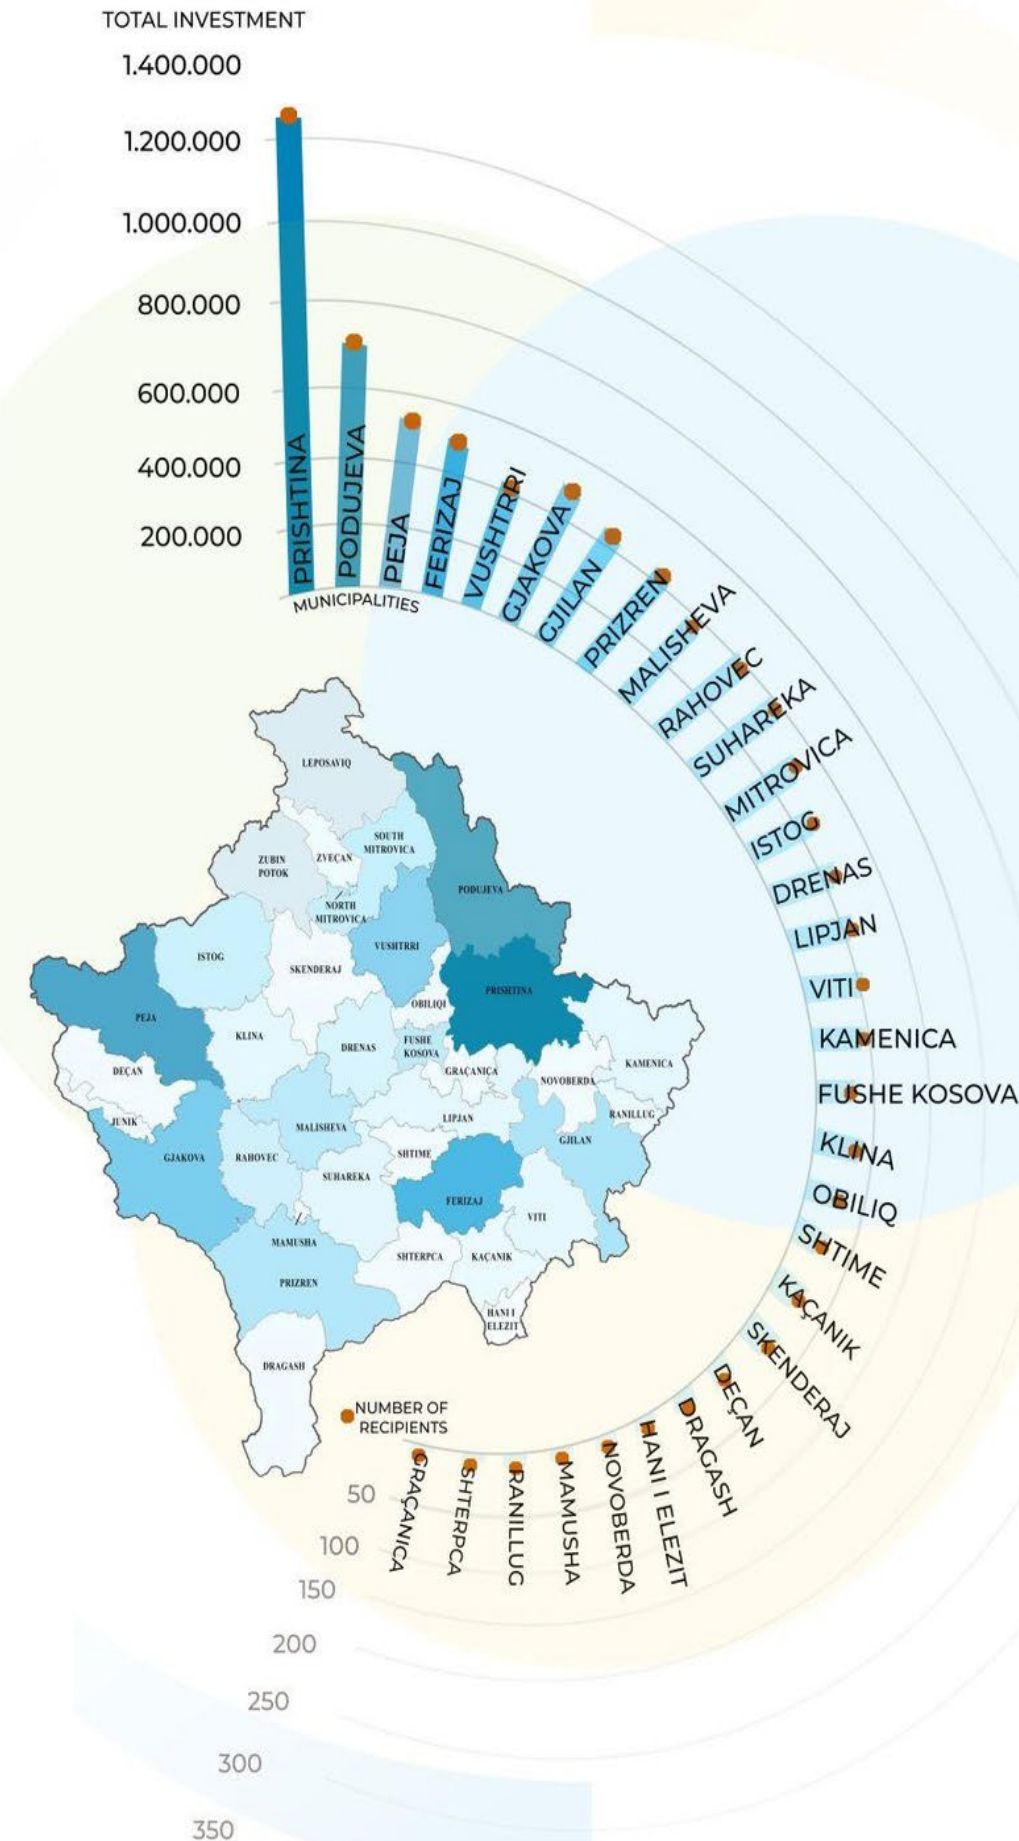 TOTAL INVESTMENT
1.400.000
1.200.000
1.000.000
800.000
600.000
400.000
200.000
PRISHTINA
PODUJEVA
PEJA
FERIZAJ
VUSHTRRI
GJAKOVA
GJILAN
PRIZREN
MALISHEVA
RAHOVEC
SUHAREKA
MITROVICA
ISTOG
DRENAS
LIPJAN
VITI
KAMENICA
FUSHE KOSOVA
KLINA
OBILIQ
SHTIME
KAÇANIK
SKENDERAJ
DEÇAN
DRAGASH
HANI I ELEZIT
NOVOBERDA
MAMUSHA
RANILLUG
SHTERPCA
GRAÇANICA
MUNICIPALITIES
LEPOSAVIQ
ZUBIN
POTOK
ZVEÇAN
SOUTH
MITROVICA
NORTH
MITROVICA
PODUJEVA
VUSHTRRI
ISTOG
SKENDERAJ
PRISHTINA
OBILIQI
PEJA
KLINA
DRENAS
FUSHE
KOSOVA
GRAÇANICA
NOVOBERDA
KAMENICA
DEÇAN
JUNIK
RANILLUG
LIPJAN
MALISHEVA
GJILAN
SHTIME
GJAKOVA
RAHOVEC
SUHAREKA
FERIZAJ
VITI
MAMUSHA
SHTERPCA
KAÇANIK
PRIZREN
HANI I
ELEZIT
DRAGASH
NUMBER OF
RECIPIENTS
50
100
150
200
250
300
350